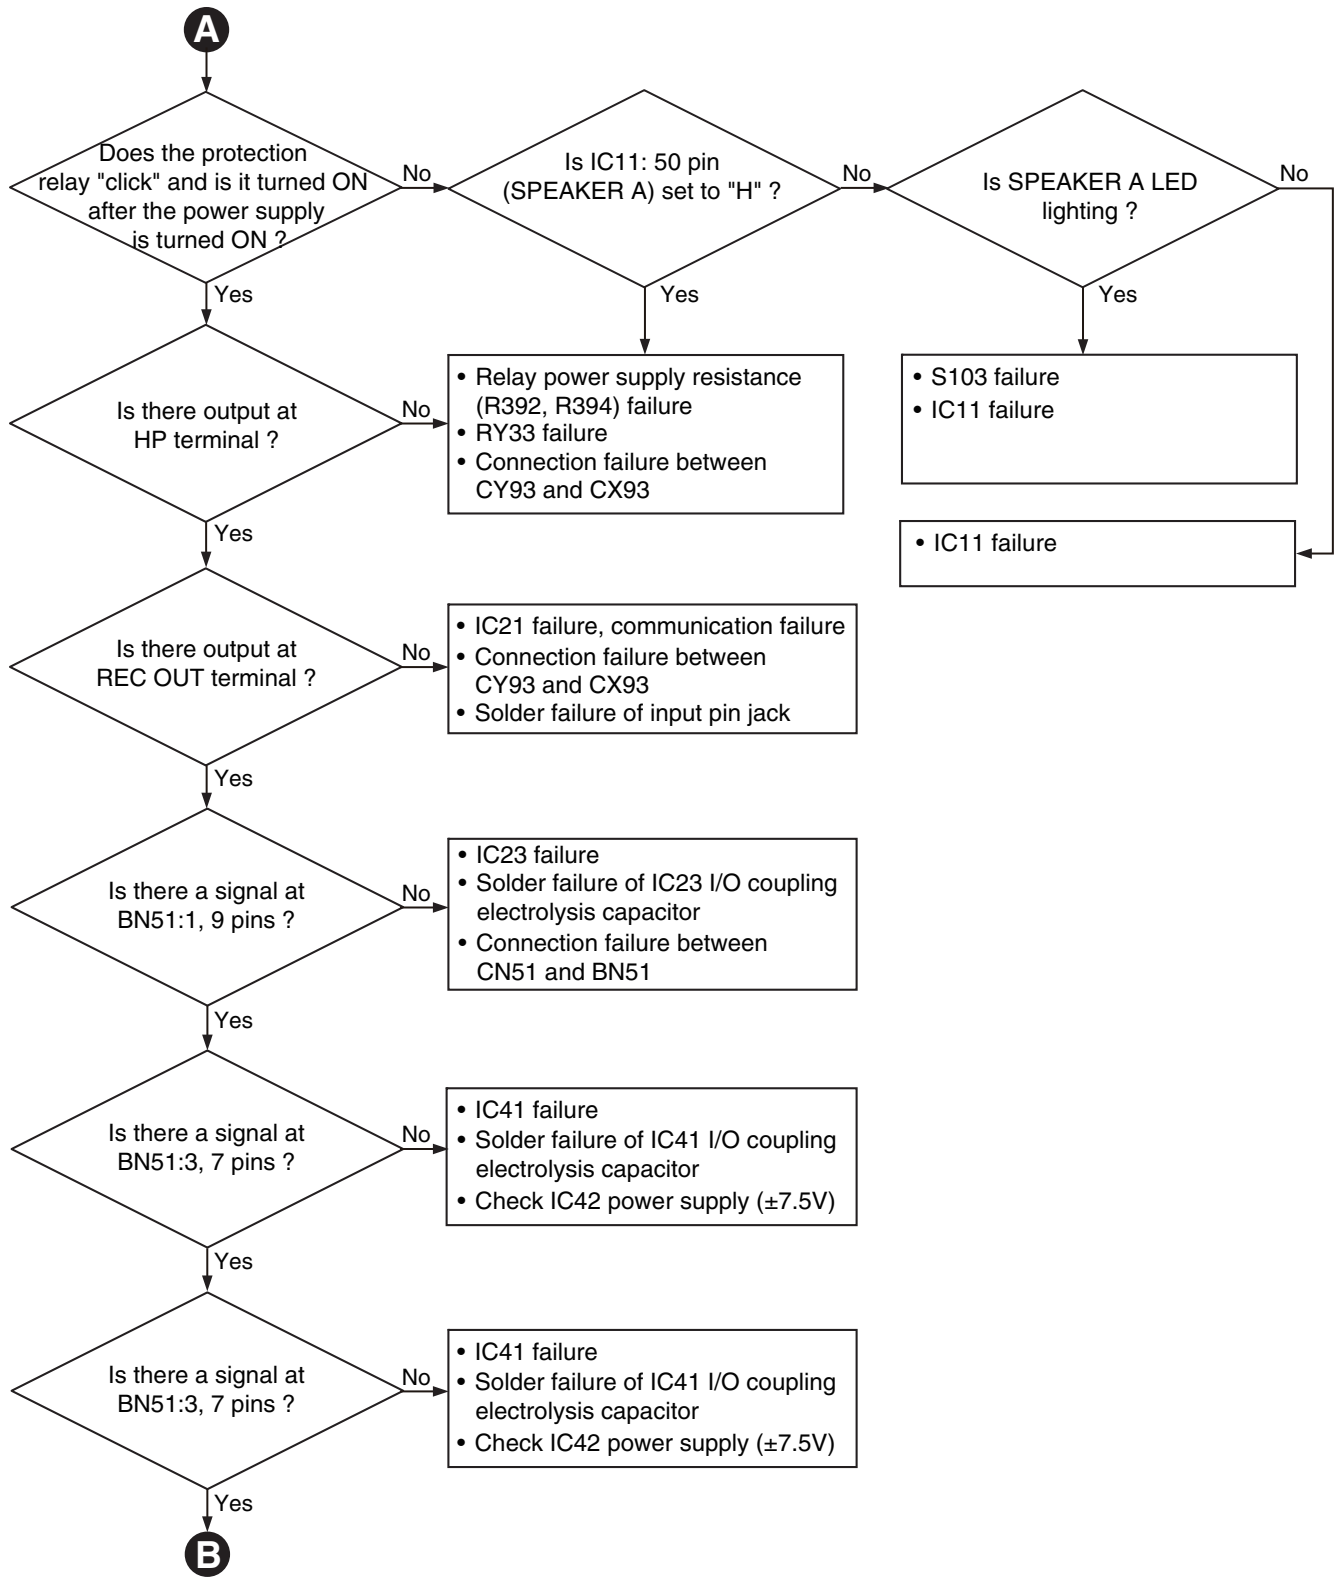 A
Does the protection
relay "click" and is it turned ON
after the power supply
is turned ON ?
No
Is IC11: 50 pin
(SPEAKER A) set to "H" ?
No
Is SPEAKER A LED
lighting ?
No
Yes
Yes
Yes
Is there output at
HP terminal ?
No
• Relay power supply resistance
(R392, R394) failure
• RY33 failure
• Connection failure between
CY93 and CX93
• S103 failure
• IC11 failure
• IC11 failure
Yes
Is there output at
REC OUT terminal ?
No
• IC21 failure, communication failure
• Connection failure between
CY93 and CX93
• Solder failure of input pin jack
Yes
Is there a signal at
BN51:1, 9 pins ?
No
• IC23 failure
• Solder failure of IC23 I/O coupling
electrolysis capacitor
• Connection failure between
CN51 and BN51
Yes
Is there a signal at
BN51:3, 7 pins ?
No
• IC41 failure
• Solder failure of IC41 I/O coupling
electrolysis capacitor
• Check IC42 power supply (±7.5V)
Yes
Is there a signal at
BN51:3, 7 pins ?
No
• IC41 failure
• Solder failure of IC41 I/O coupling
electrolysis capacitor
• Check IC42 power supply (±7.5V)
Yes
B